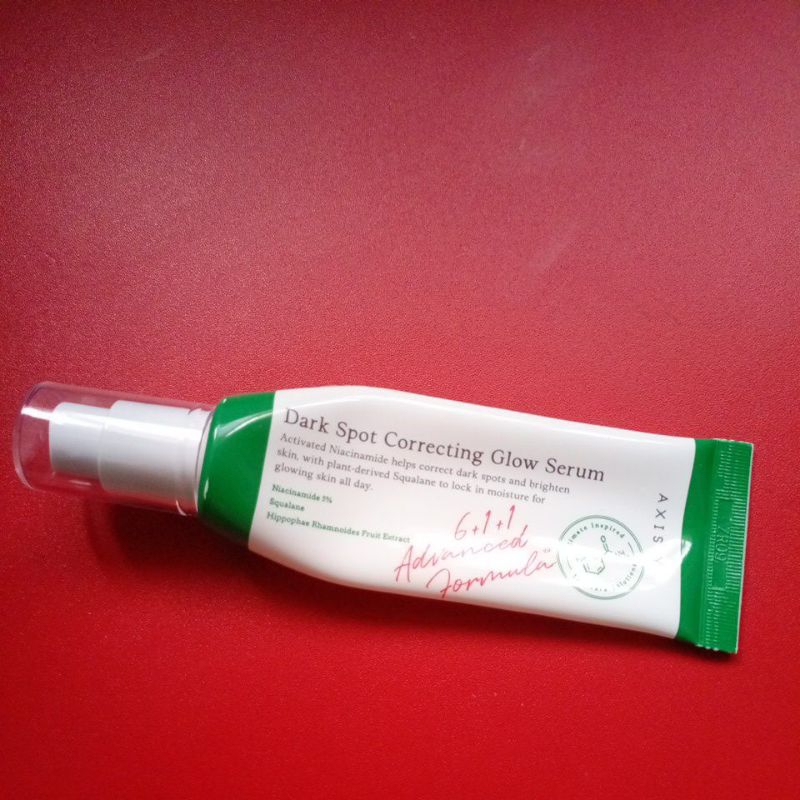 Dark Spot Correcting Glow Serum
Activated Niacinamide helps correct dark spots and brighten
skin, with plant-derived Squalane to lock in moisture for
glowing skin all day.
Niacinamide 5%
Squalane
Hippophae Rhamnoides Fruit Extract
6+1+1
Advanced
Formula
Inspired
AXIS